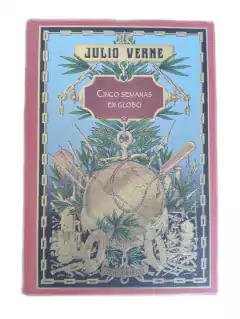 JULIO VERNE
CINCO SEMANAS
EN GLOBO